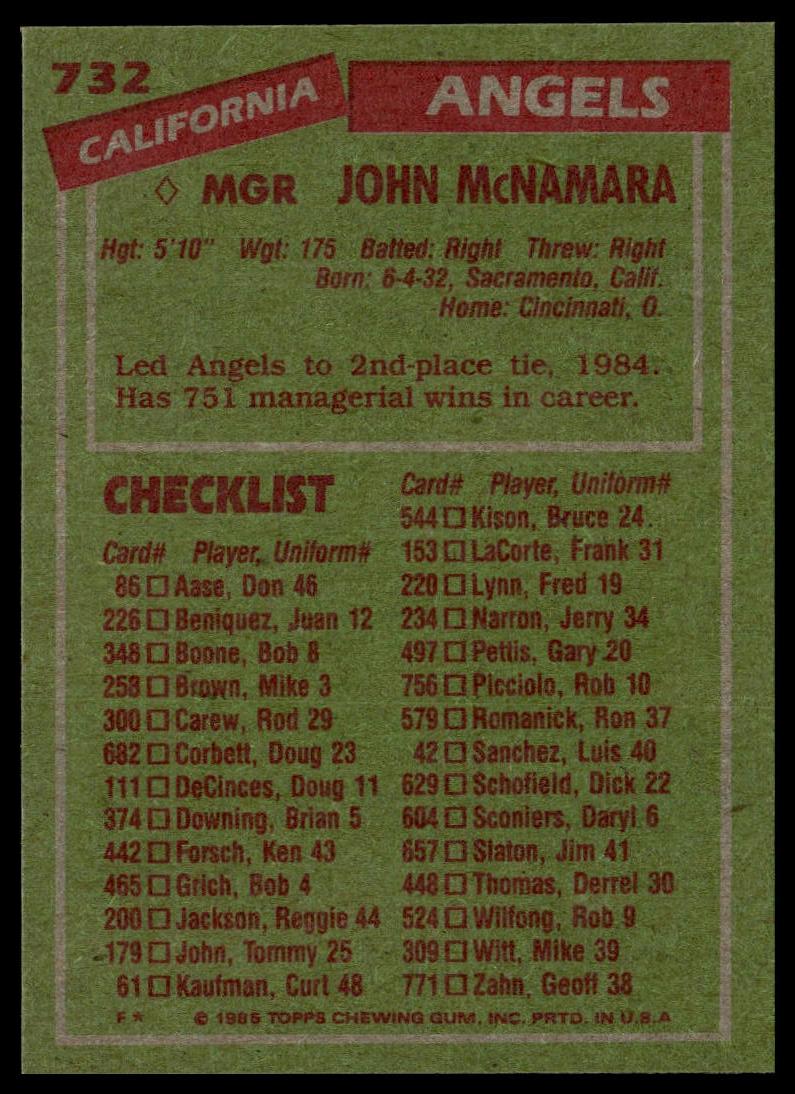 732
CALIFORNIA ANGELS
◇ MGR JOHN McNAMARA
Hgt: 5'10" Wgt: 175 Batted: Right Threw: Right
Born: 6-4-32, Sacramento, Calif.
Home: Cincinnati, O.
Led Angels to 2nd-place tie, 1984.
Has 751 managerial wins in career.
CHECKLIST
Card# Player, Uniform#
86 □ Aase, Don 46
226 □ Beniquez, Juan 12
348 □ Boone, Bob 8
258 □ Brown, Mike 3
300 □ Carew, Rod 29
682 □ Corbett, Doug 23
111 □ DeCinces, Doug 11
374 □ Downing, Brian 5
442 □ Forsch, Ken 43
465 □ Grich, Bob 4
200 □ Jackson, Reggie 44
179 □ John, Tommy 25
61 □ Kaufman, Curt 48
Card# Player, Uniform#
544 □ Kison, Bruce 24
153 □ LaCorte, Frank 31
220 □ Lynn, Fred 19
234 □ Narron, Jerry 34
497 □ Pettis, Gary 20
756 □ Picciolo, Rob 10
579 □ Romanick, Ron 37
42 □ Sanchez, Luis 40
629 □ Schofield, Dick 22
604 □ Sconiers, Daryl 6
657 □ Slaton, Jim 41
448 □ Thomas, Derrel 30
524 □ Wilfong, Rob 9
309 □ Witt, Mike 39
771 □ Zahn, Geoff 38
F* © 1985 TOPPS CHEWING GUM, INC. PRTD. IN U.S.A